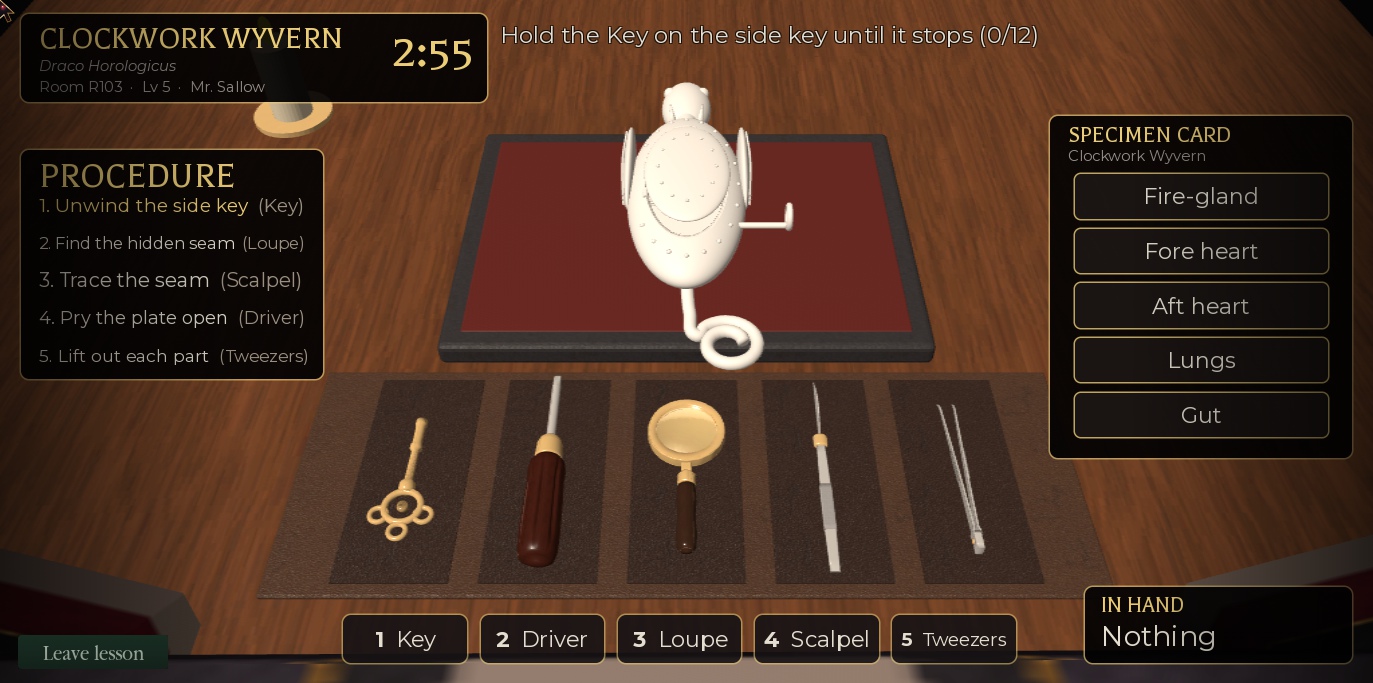 CLOCKWORK WYVERN
2:55
Draco Horologicus
Room R103 · Lv 5 · Mr. Sallow
Hold the Key on the side key until it stops (0/12)
PROCEDURE
1. Unwind the side key (Key)
2. Find the hidden seam (Loupe)
3. Trace the seam (Scalpel)
4. Pry the plate open (Driver)
5. Lift out each part (Tweezers)
SPECIMEN CARD
Clockwork Wyvern
Fire-gland
Fore heart
Aft heart
Lungs
Gut
IN HAND
Nothing
1 Key
2 Driver
3 Loupe
4 Scalpel
5 Tweezers
Leave lesson